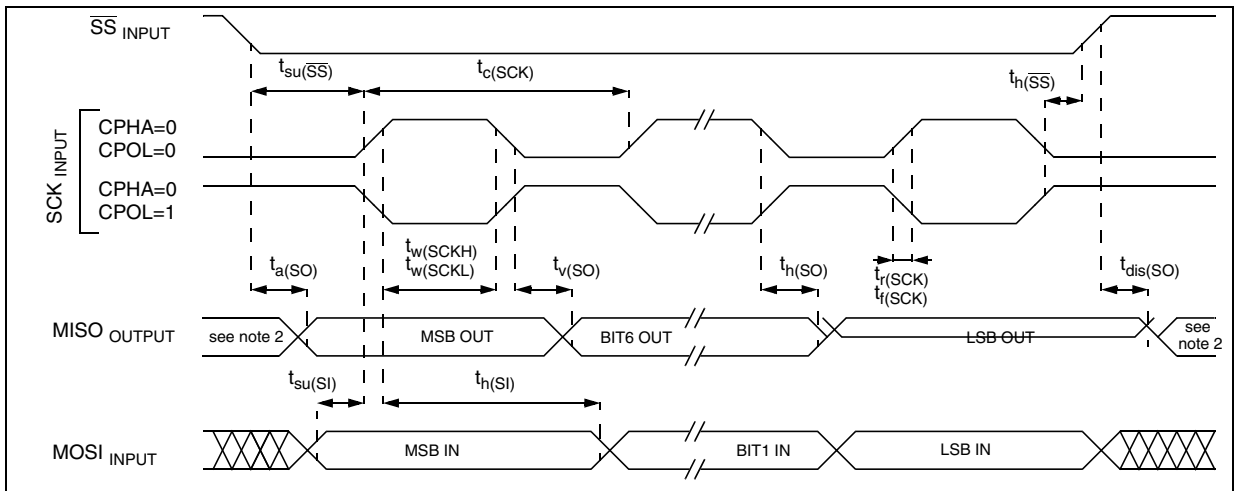 SS INPUT
tsu(SS)
tc(SCK)
th(SS)
SCK INPUT
CPHA=0
CPOL=0
CPHA=0
CPOL=1
ta(SO)
tw(SCKH)
tw(SCKL)
tv(SO)
th(SO)
tr(SCK)
tf(SCK)
tdis(SO)
MISO OUTPUT
see note 2
MSB OUT
BIT6 OUT
LSB OUT
see
note 2
tsu(SI)
th(SI)
MOSI INPUT
MSB IN
BIT1 IN
LSB IN